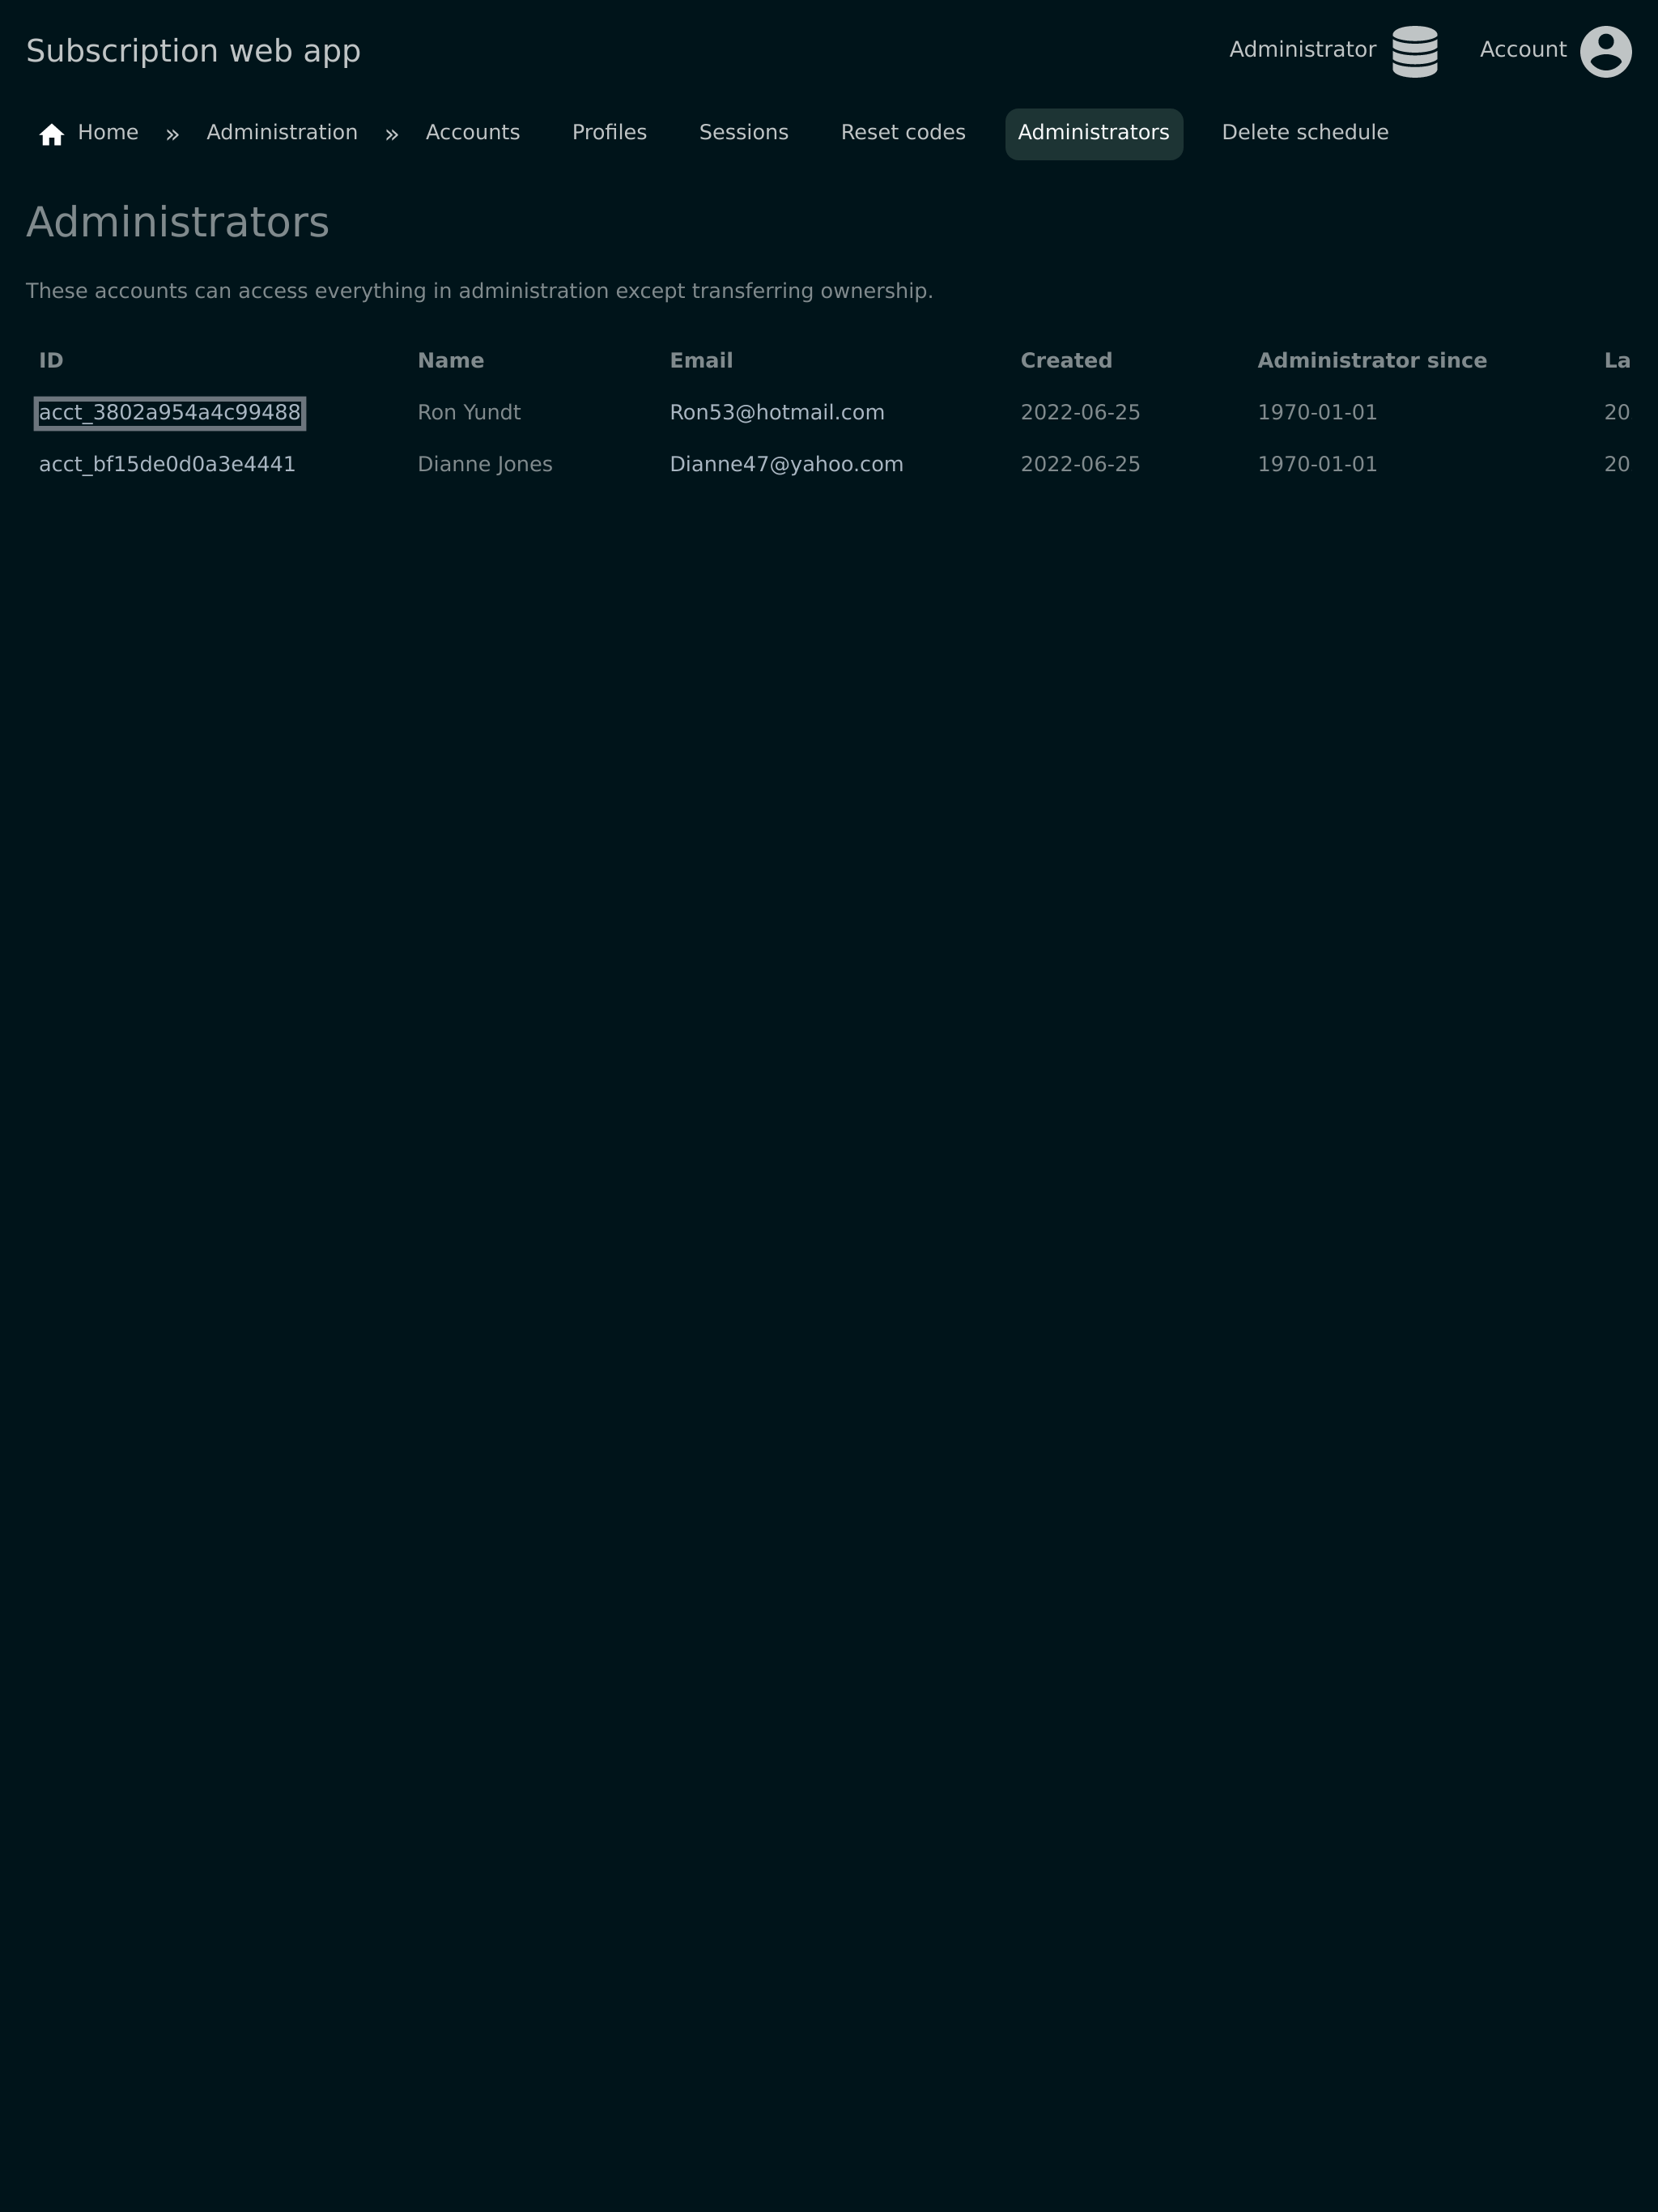 Subscription web app Administrator Account
Home » Administration » Accounts Profiles Sessions Reset codes Administrators Delete schedule
Administrators
These accounts can access everything in administration except transferring ownership.
ID Name Email Created Administrator since La
acct_3802a954a4c99488 Ron Yundt Ron53@hotmail.com 2022-06-25 1970-01-01 20
acct_bf15de0d0a3e4441 Dianne Jones Dianne47@yahoo.com 2022-06-25 1970-01-01 20